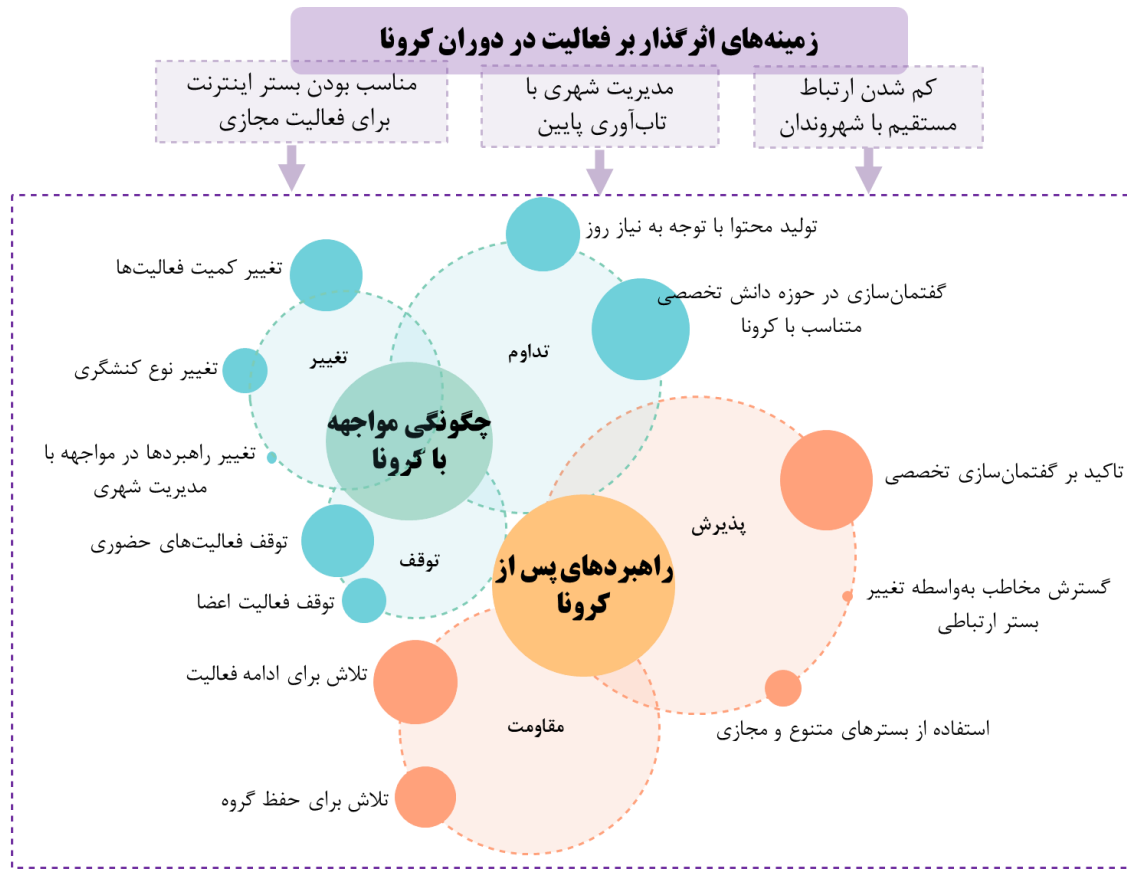 زمینه‌های اثرگذار بر فعالیت در دوران کرونا
کم شدن ارتباط
مستقیم با شهروندان
مدیریت شهری با
تاب‌آوری پایین
مناسب بودن بستر اینترنت
برای فعالیت مجازی
تولید محتوا با توجه به نیاز روز
گفتمان‌سازی در حوزه دانش تخصصی
متناسب با کرونا
تداوم
تغییر کمیت فعالیت‌ها
تغییر
تغییر نوع کنشگری
تغییر راهبردها در مواجهه با
مدیریت شهری
چگونگی مواجهه
با کرونا
توقف فعالیت‌های حضوری
توقف
توقف فعالیت اعضا
تاکید بر گفتمان‌سازی تخصصی
پذیرش
گسترش مخاطب به‌واسطه تغییر
بستر ارتباطی
استفاده از بسترهای متنوع و مجازی
راهبردهای پس از
کرونا
تلاش برای ادامه فعالیت
مقاومت
تلاش برای حفظ گروه